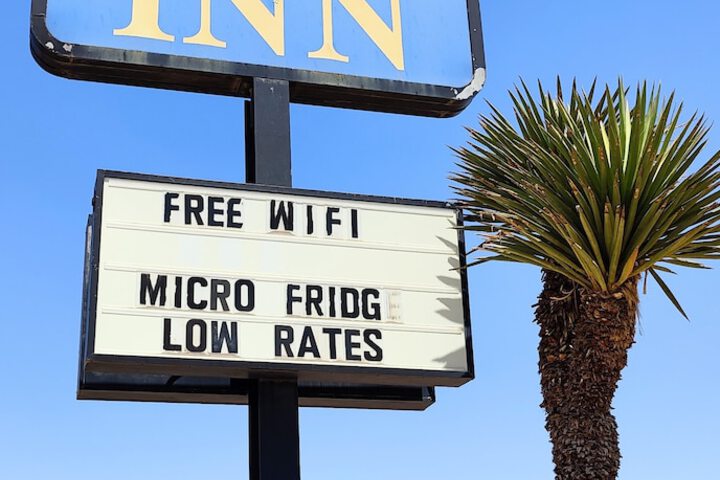 INN
FREE WIFI
MICRO FRIDG
LOW RATES